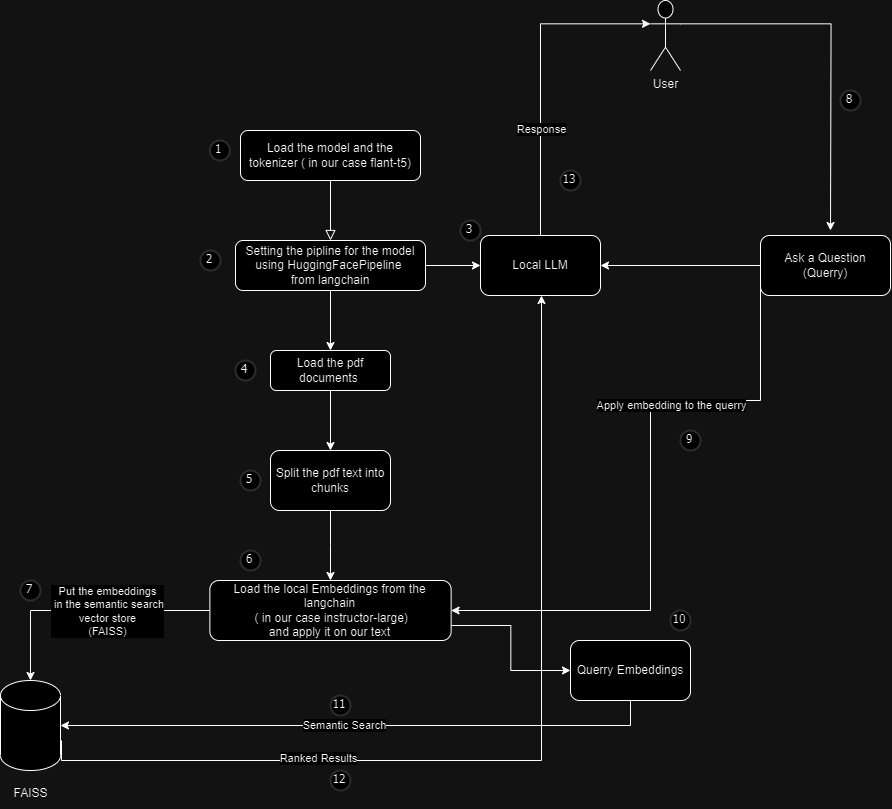 User
8
Response
1
Load the model and the
tokenizer ( in our case flant-t5)
13
3
2
Setting the pipline for the model
using HuggingFacePipeline
from langchain
Local LLM
Ask a Question
(Querry)
4
Load the pdf
documents
Apply embedding to the querry
9
5
Split the pdf text into
chunks
6
7
Put the embeddings
in the semantic search
vector store
(FAISS)
Load the local Embeddings from the
langchain
( in our case instructor-large)
and apply it on our text
10
Querry Embeddings
11
Semantic Search
Ranked Results
12
FAISS